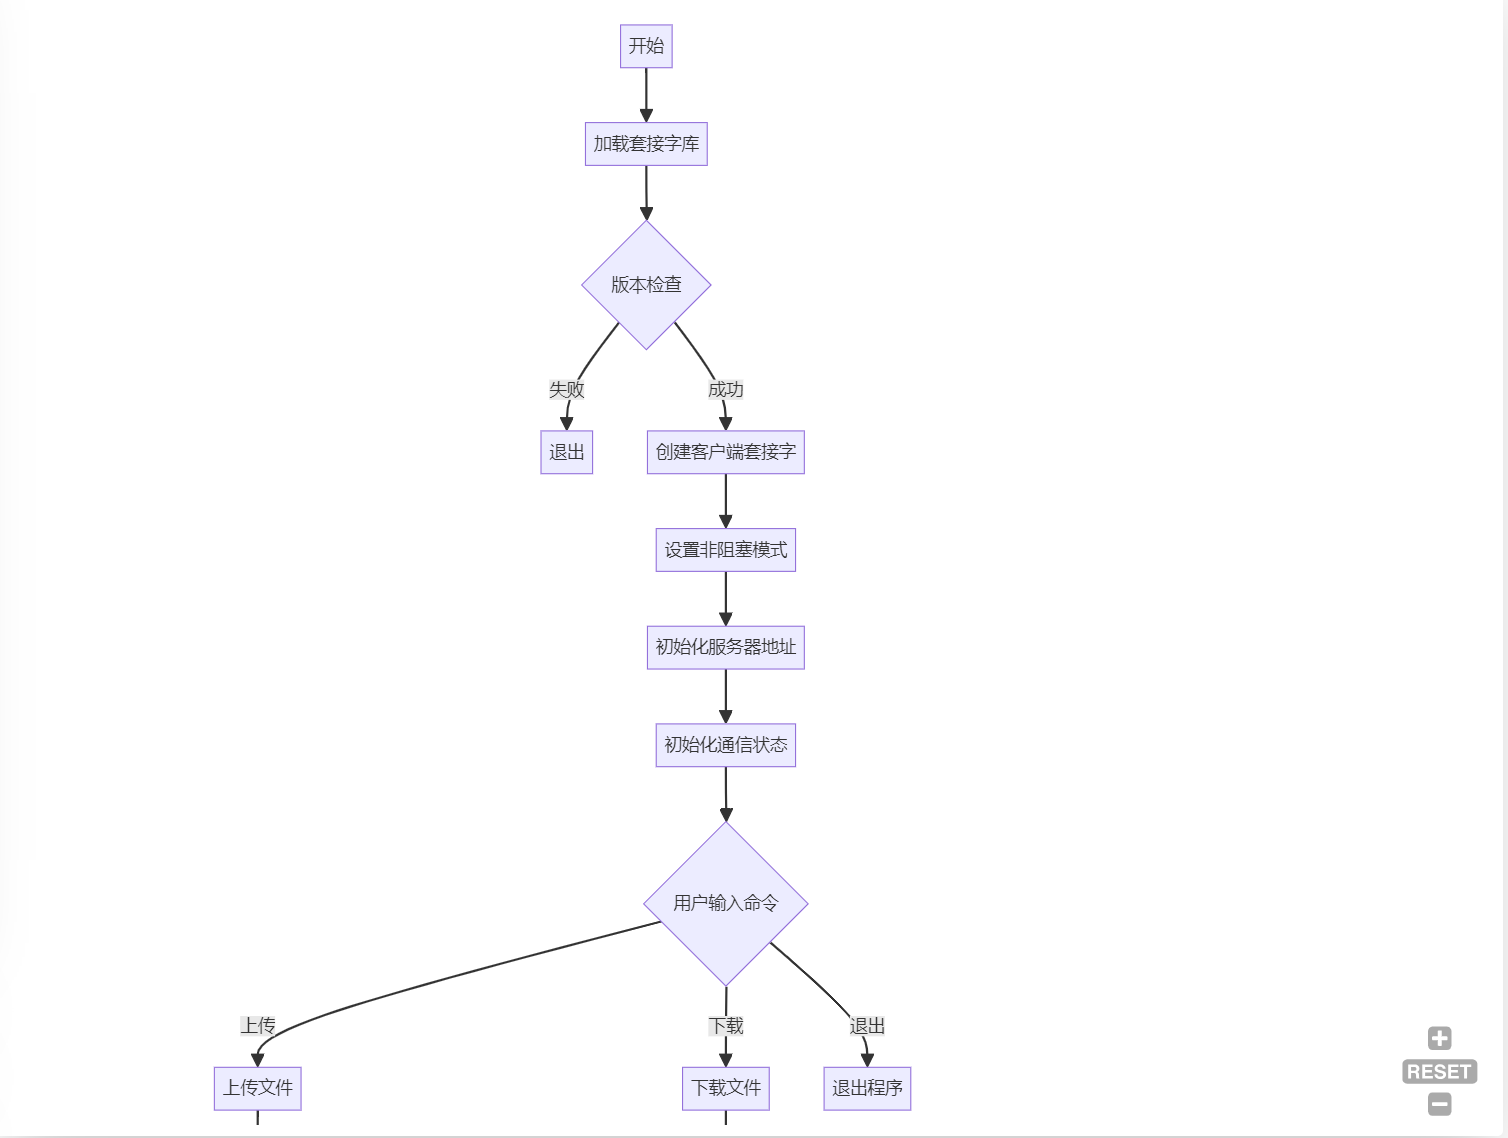 开始
加载套接字库
版本检查
失败
成功
退出
创建客户端套接字
设置非阻塞模式
初始化服务器地址
初始化通信状态
用户输入命令
上传
下载
退出
上传文件
下载文件
退出程序
RESET